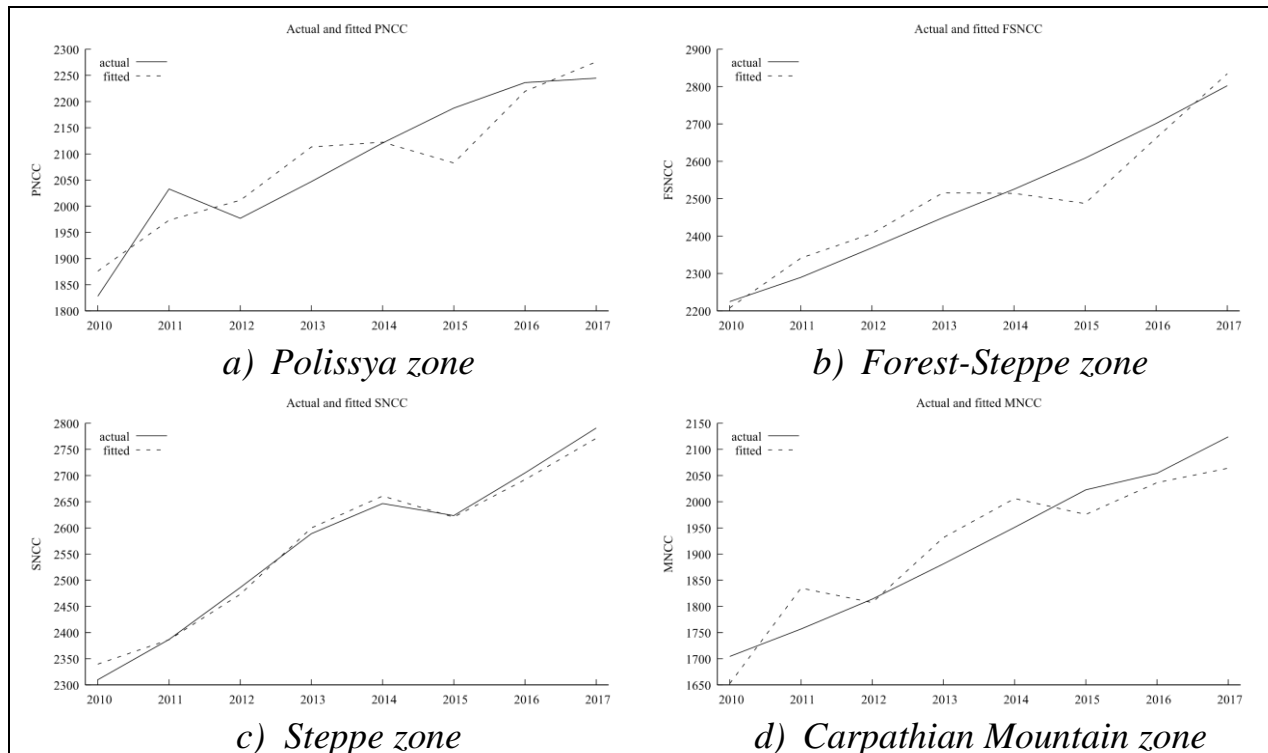 Actual and fitted PNCC
2300
2250
2200
2150
2100
2050
2000
1950
1900
1850
1800
PNCC
actual
fitted
2010 2011 2012 2013 2014 2015 2016 2017
a) Polissya zone
Actual and fitted FSNCC
2900
2800
2700
2600
2500
2400
2300
2200
FSNCC
actual
fitted
2010 2011 2012 2013 2014 2015 2016 2017
b) Forest-Steppe zone
Actual and fitted SNCC
2800
2750
2700
2650
2600
2550
2500
2450
2400
2350
2300
SNCC
actual
fitted
2010 2011 2012 2013 2014 2015 2016 2017
c) Steppe zone
Actual and fitted MNCC
2150
2100
2050
2000
1950
1900
1850
1800
1750
1700
1650
MNCC
actual
fitted
2010 2011 2012 2013 2014 2015 2016 2017
d) Carpathian Mountain zone